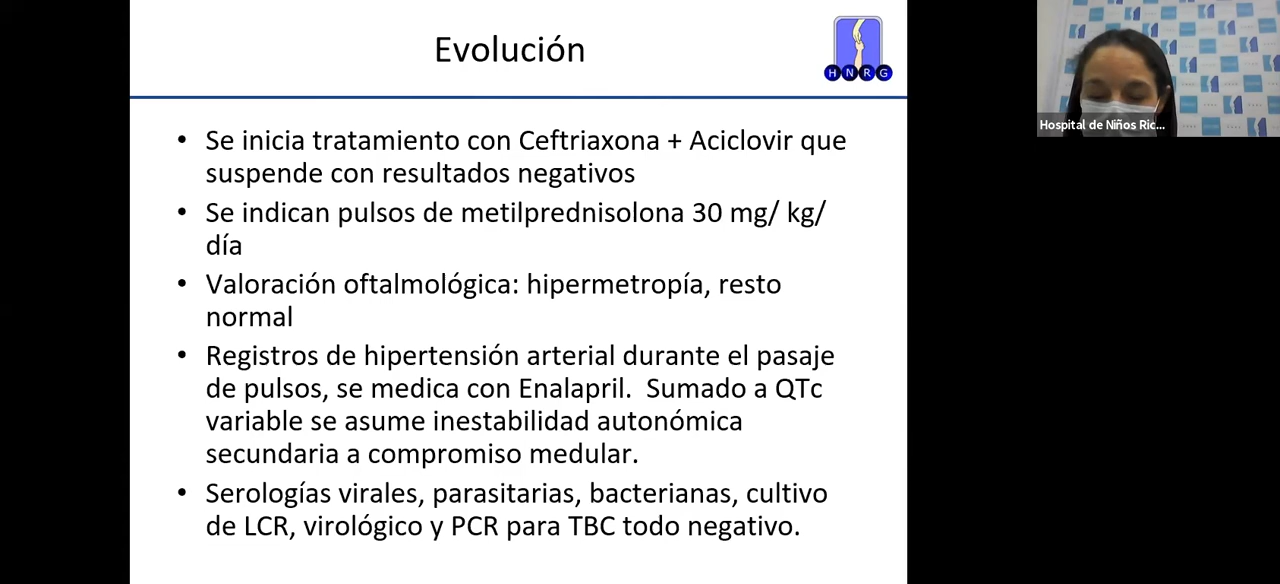 Evolución
H N R G
• Se inicia tratamiento con Ceftriaxona + Aciclovir que
suspende con resultados negativos
• Se indican pulsos de metilprednisolona 30 mg/ kg/
día
• Valoración oftalmológica: hipermetropía, resto
normal
• Registros de hipertensión arterial durante el pasaje
de pulsos, se medica con Enalapril.  Sumado a QTc
variable se asume inestabilidad autonómica
secundaria a compromiso medular.
• Serologías virales, parasitarias, bacterianas, cultivo
de LCR, virológico y PCR para TBC todo negativo.
Hospital de Niños Ric...